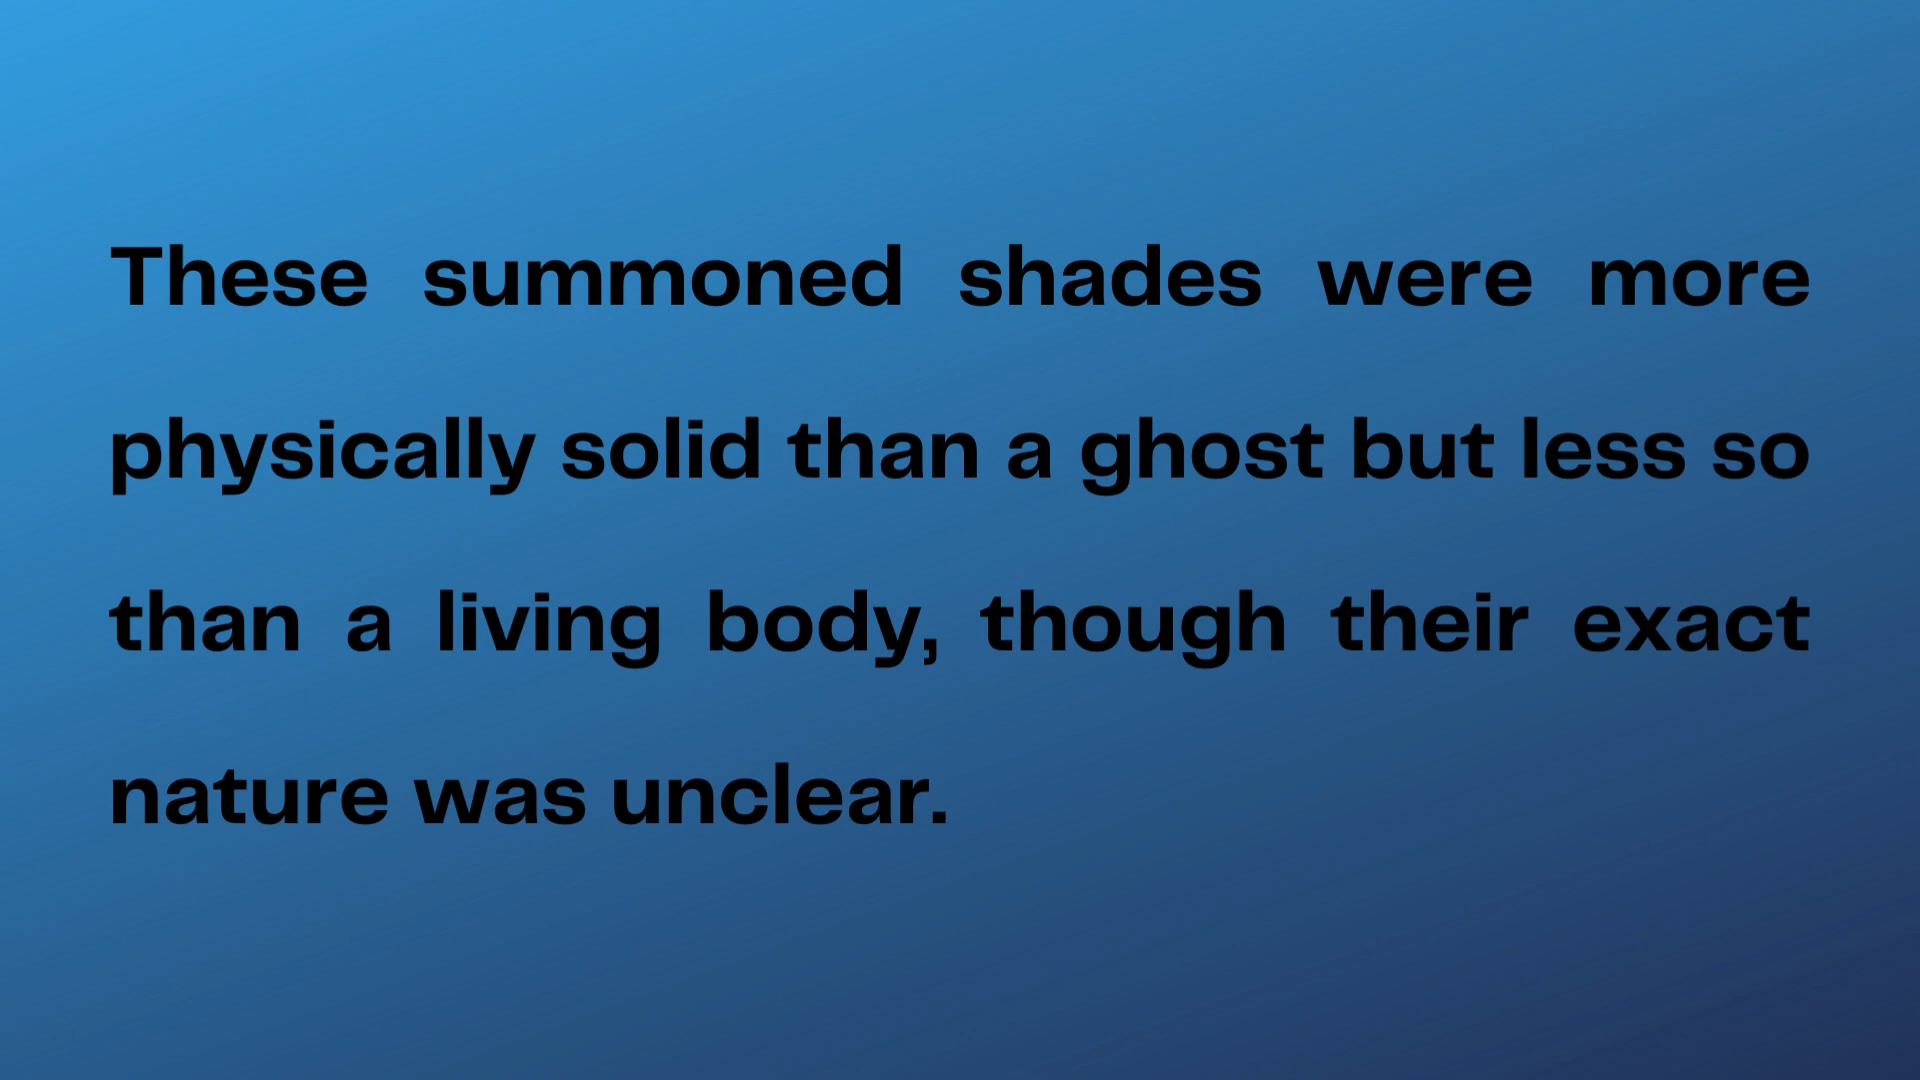 These summoned shades were more
physically solid than a ghost but less so
than a living body, though their exact
nature was unclear.